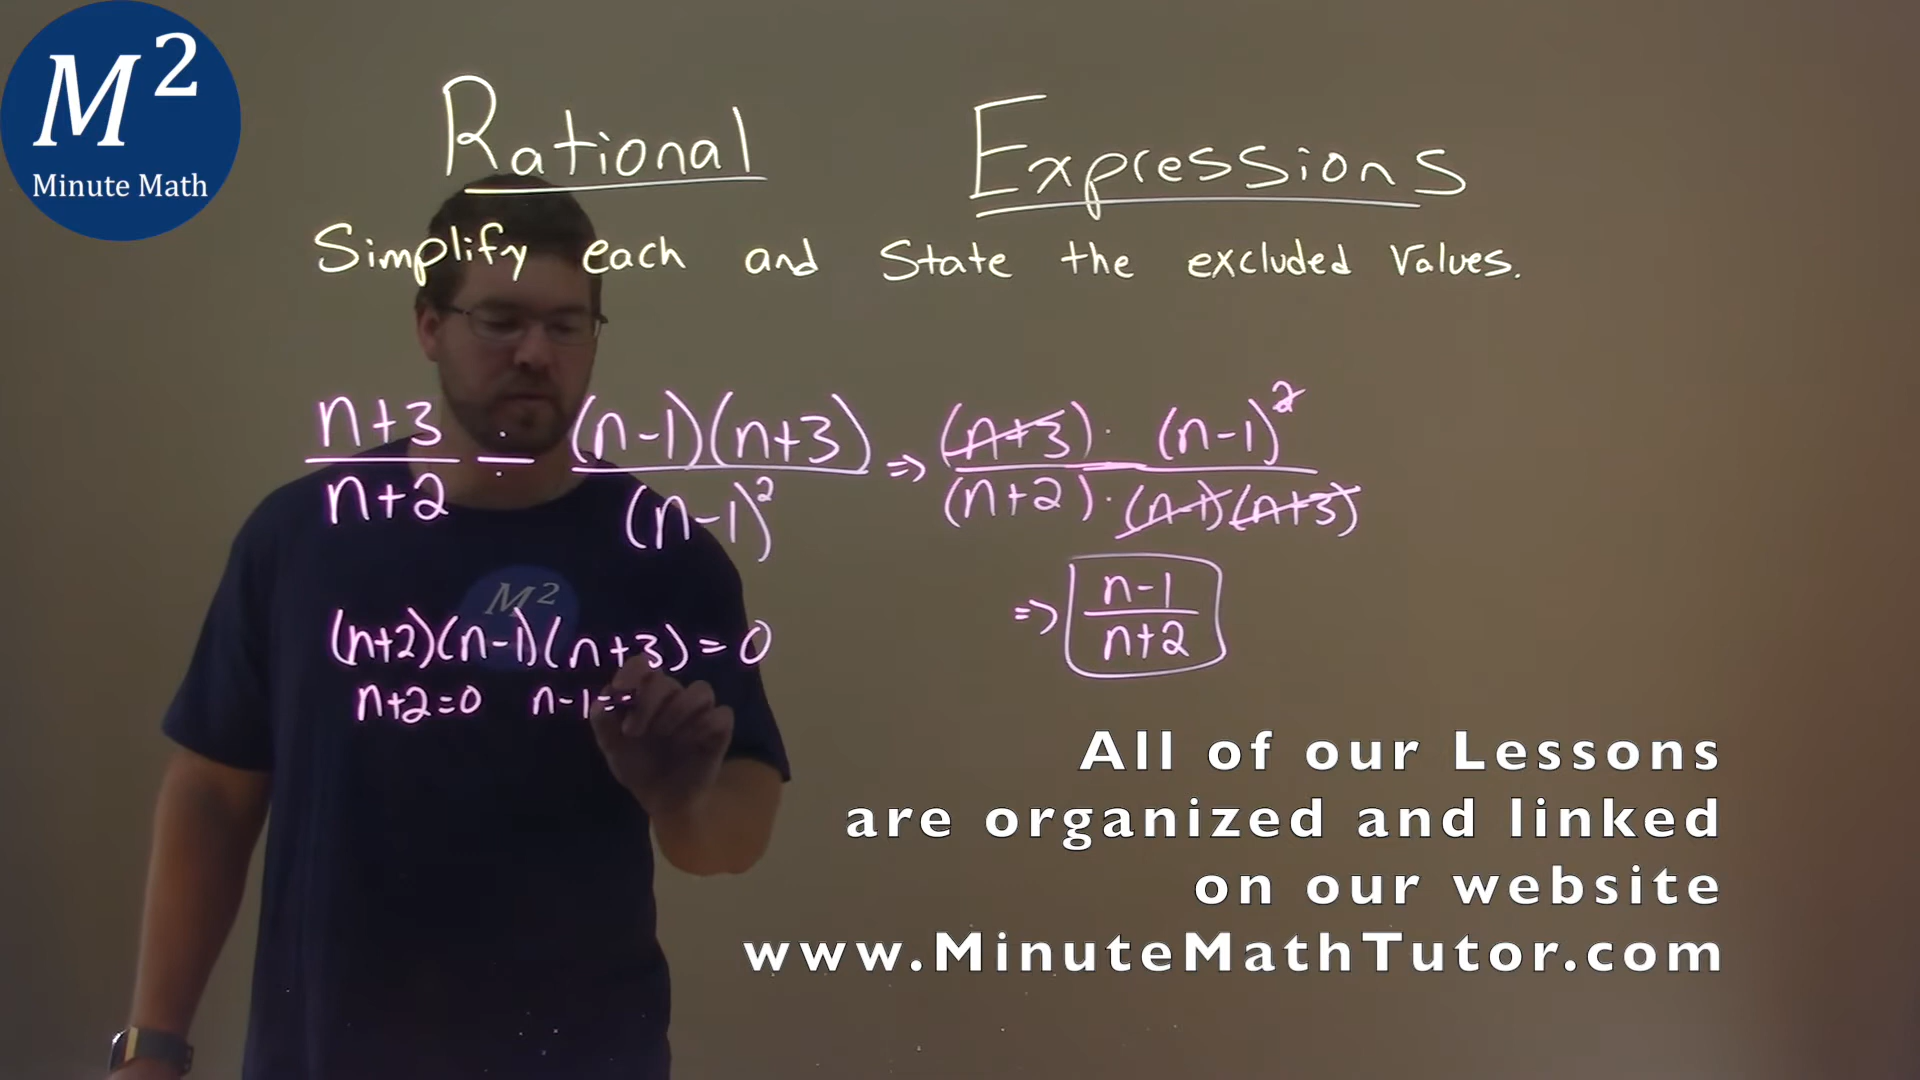 M²
Minute Math
Rational Expressions
Simplify each and State the excluded Values.
n+3/n+2 ÷ (n-1)(n+3)/(n-1)² => (n+3)·(n-1)²/(n+2)·(n-1)(n+3)
=> n-1/n+2
M²
(n+2)(n-1)(n+3)=0
n+2=0 n-1=
All of our Lessons
are organized and linked
on our website
www.MinuteMathTutor.com